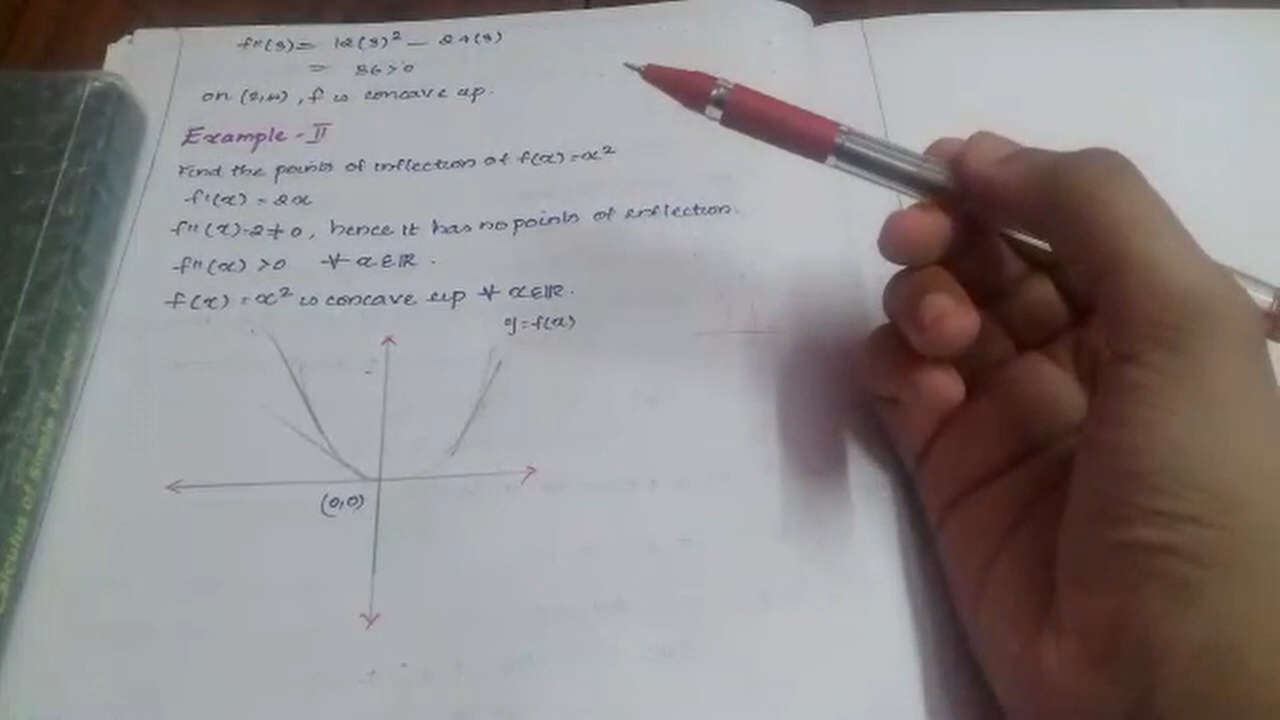 f''(3) = 12(3)² - 24(3)
= 36 > 0
on (2,∞), f is concave up.
Example - II
Find the points of inflection of f(x) = x²
f'(x) = 2x
f''(x) = 2 ≠ 0, hence it has no points of inflection.
f''(x) > 0 ∀ x ∈ ℝ.
f(x) = x² is concave up ∀ x ∈ ℝ.
y = f(x)
(0,0)
Calculus of